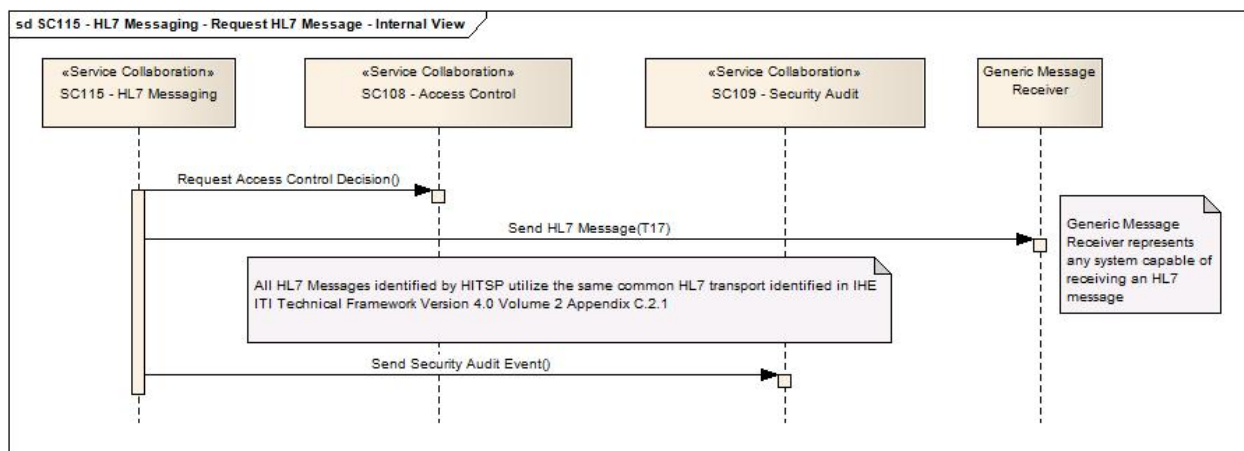 sd SC115 - HL7 Messaging - Request HL7 Message - Internal View
«Service Collaboration»
SC115 - HL7 Messaging
«Service Collaboration»
SC108 - Access Control
«Service Collaboration»
SC109 - Security Audit
Generic Message
Receiver
Request Access Control Decision()
Send HL7 Message(T17)
Generic Message
Receiver represents
any system capable of
receiving an HL7
message
All HL7 Messages identified by HITSP utilize the same common HL7 transport identified in IHE
ITI Technical Framework Version 4.0 Volume 2 Appendix C.2.1
Send Security Audit Event()